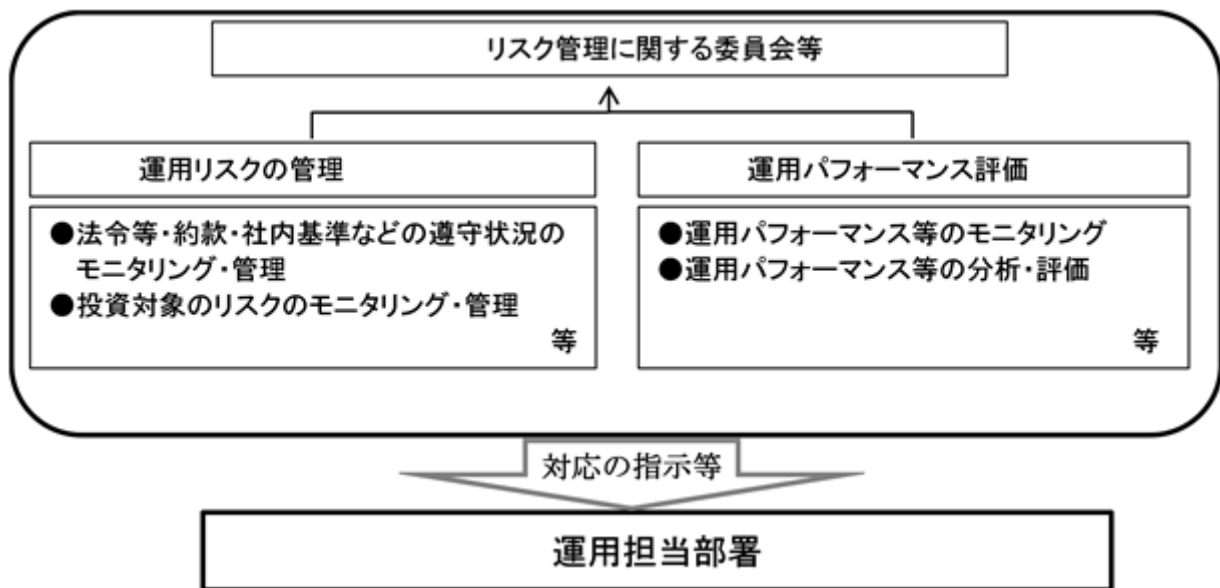 リスク管理に関する委員会等
運用リスクの管理
●法令等・約款・社内基準などの遵守状況の
モニタリング・管理
●投資対象のリスクのモニタリング・管理
等
運用パフォーマンス評価
●運用パフォーマンス等のモニタリング
●運用パフォーマンス等の分析・評価
等
対応の指示等
運用担当部署